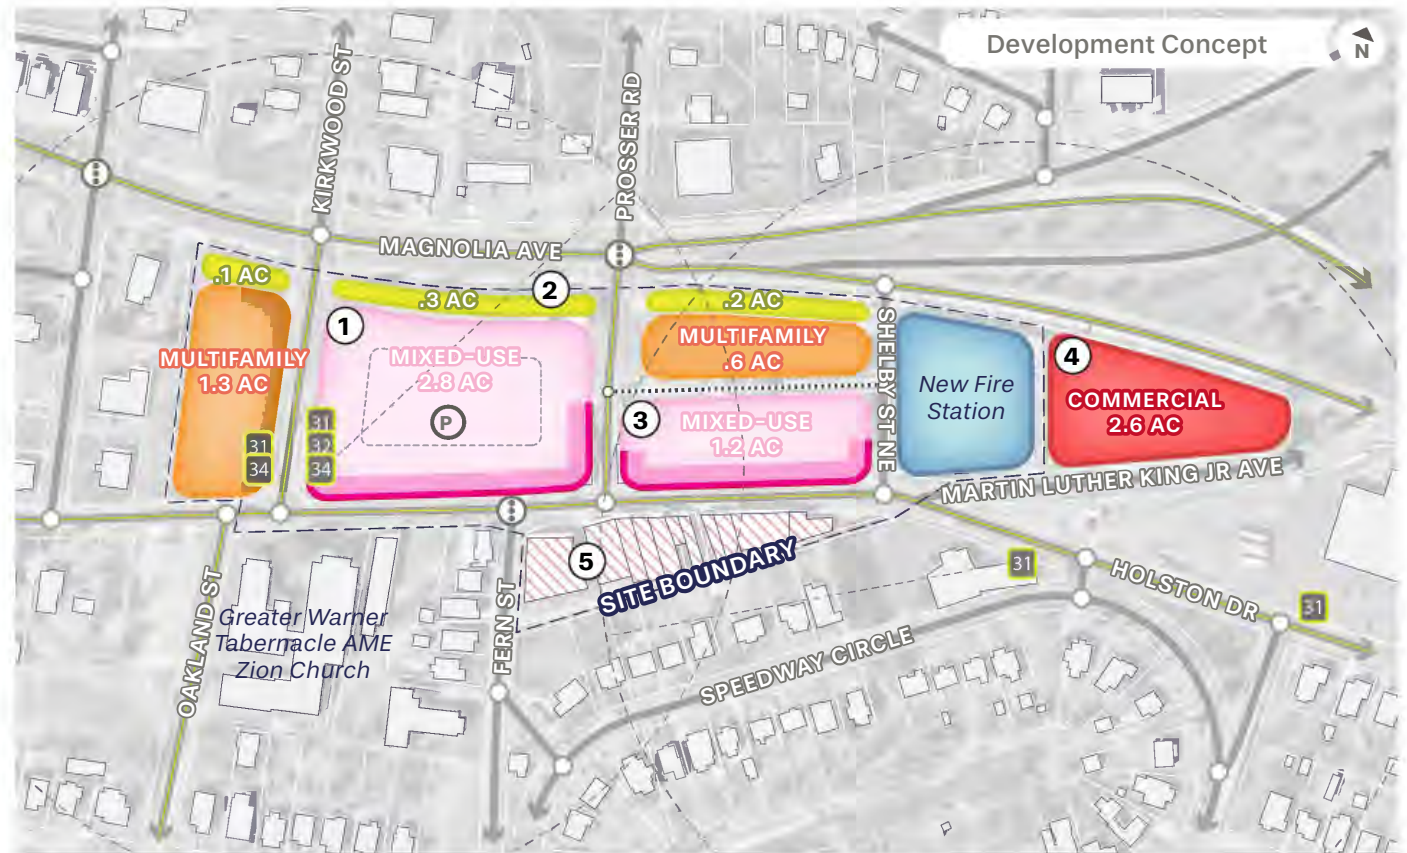 Development Concept
N
KIRKWOOD ST
PROSSER RD
MAGNOLIA AVE
.1 AC
.3 AC
2
.2 AC
1
MULTIFAMILY
1.3 AC
MIXED-USE
2.8 AC
P
MULTIFAMILY
.6 AC
3
MIXED-USE
1.2 AC
SHELBY ST NE
New Fire
Station
4
COMMERCIAL
2.6 AC
31
34
31
32
34
MARTIN LUTHER KING JR AVE
5
SITE BOUNDARY
31
HOLSTON DR
31
OAKLAND ST
Greater Warner
Tabernacle AME
Zion Church
FERN ST
SPEEDWAY CIRCLE